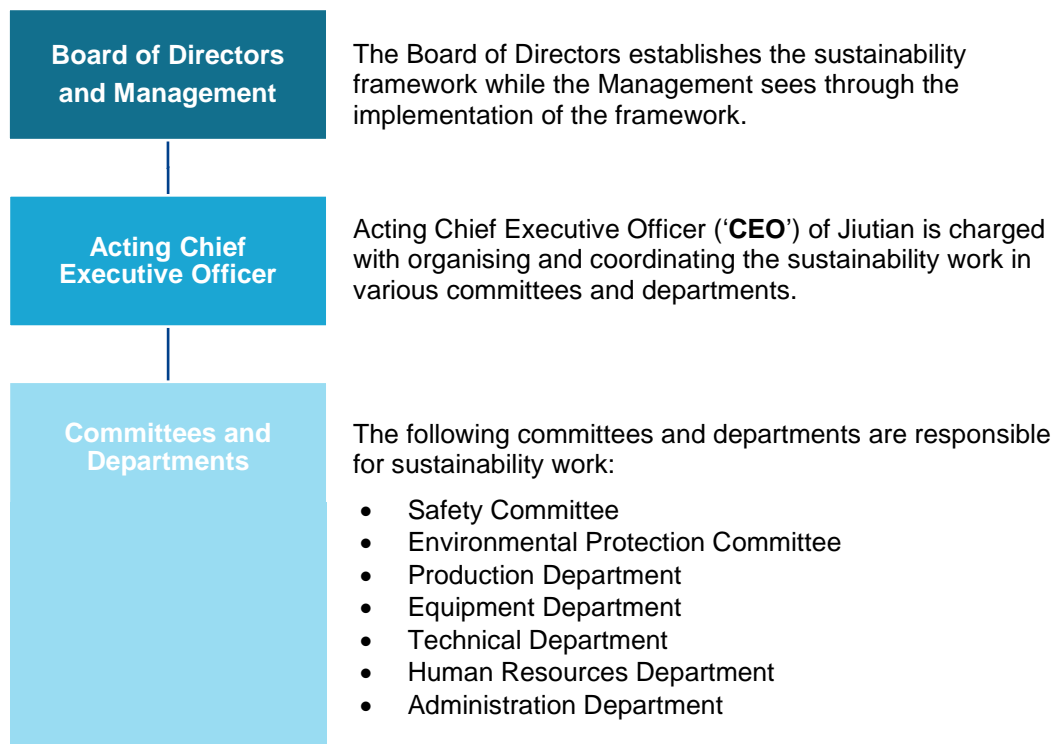 Board of Directors
and Management
The Board of Directors establishes the sustainability
framework while the Management sees through the
implementation of the framework.
Acting Chief
Executive Officer
Acting Chief Executive Officer (‘CEO’) of Jiutian is charged
with organising and coordinating the sustainability work in
various committees and departments.
Committees and
Departments
The following committees and departments are responsible
for sustainability work:
• Safety Committee
• Environmental Protection Committee
• Production Department
• Equipment Department
• Technical Department
• Human Resources Department
• Administration Department